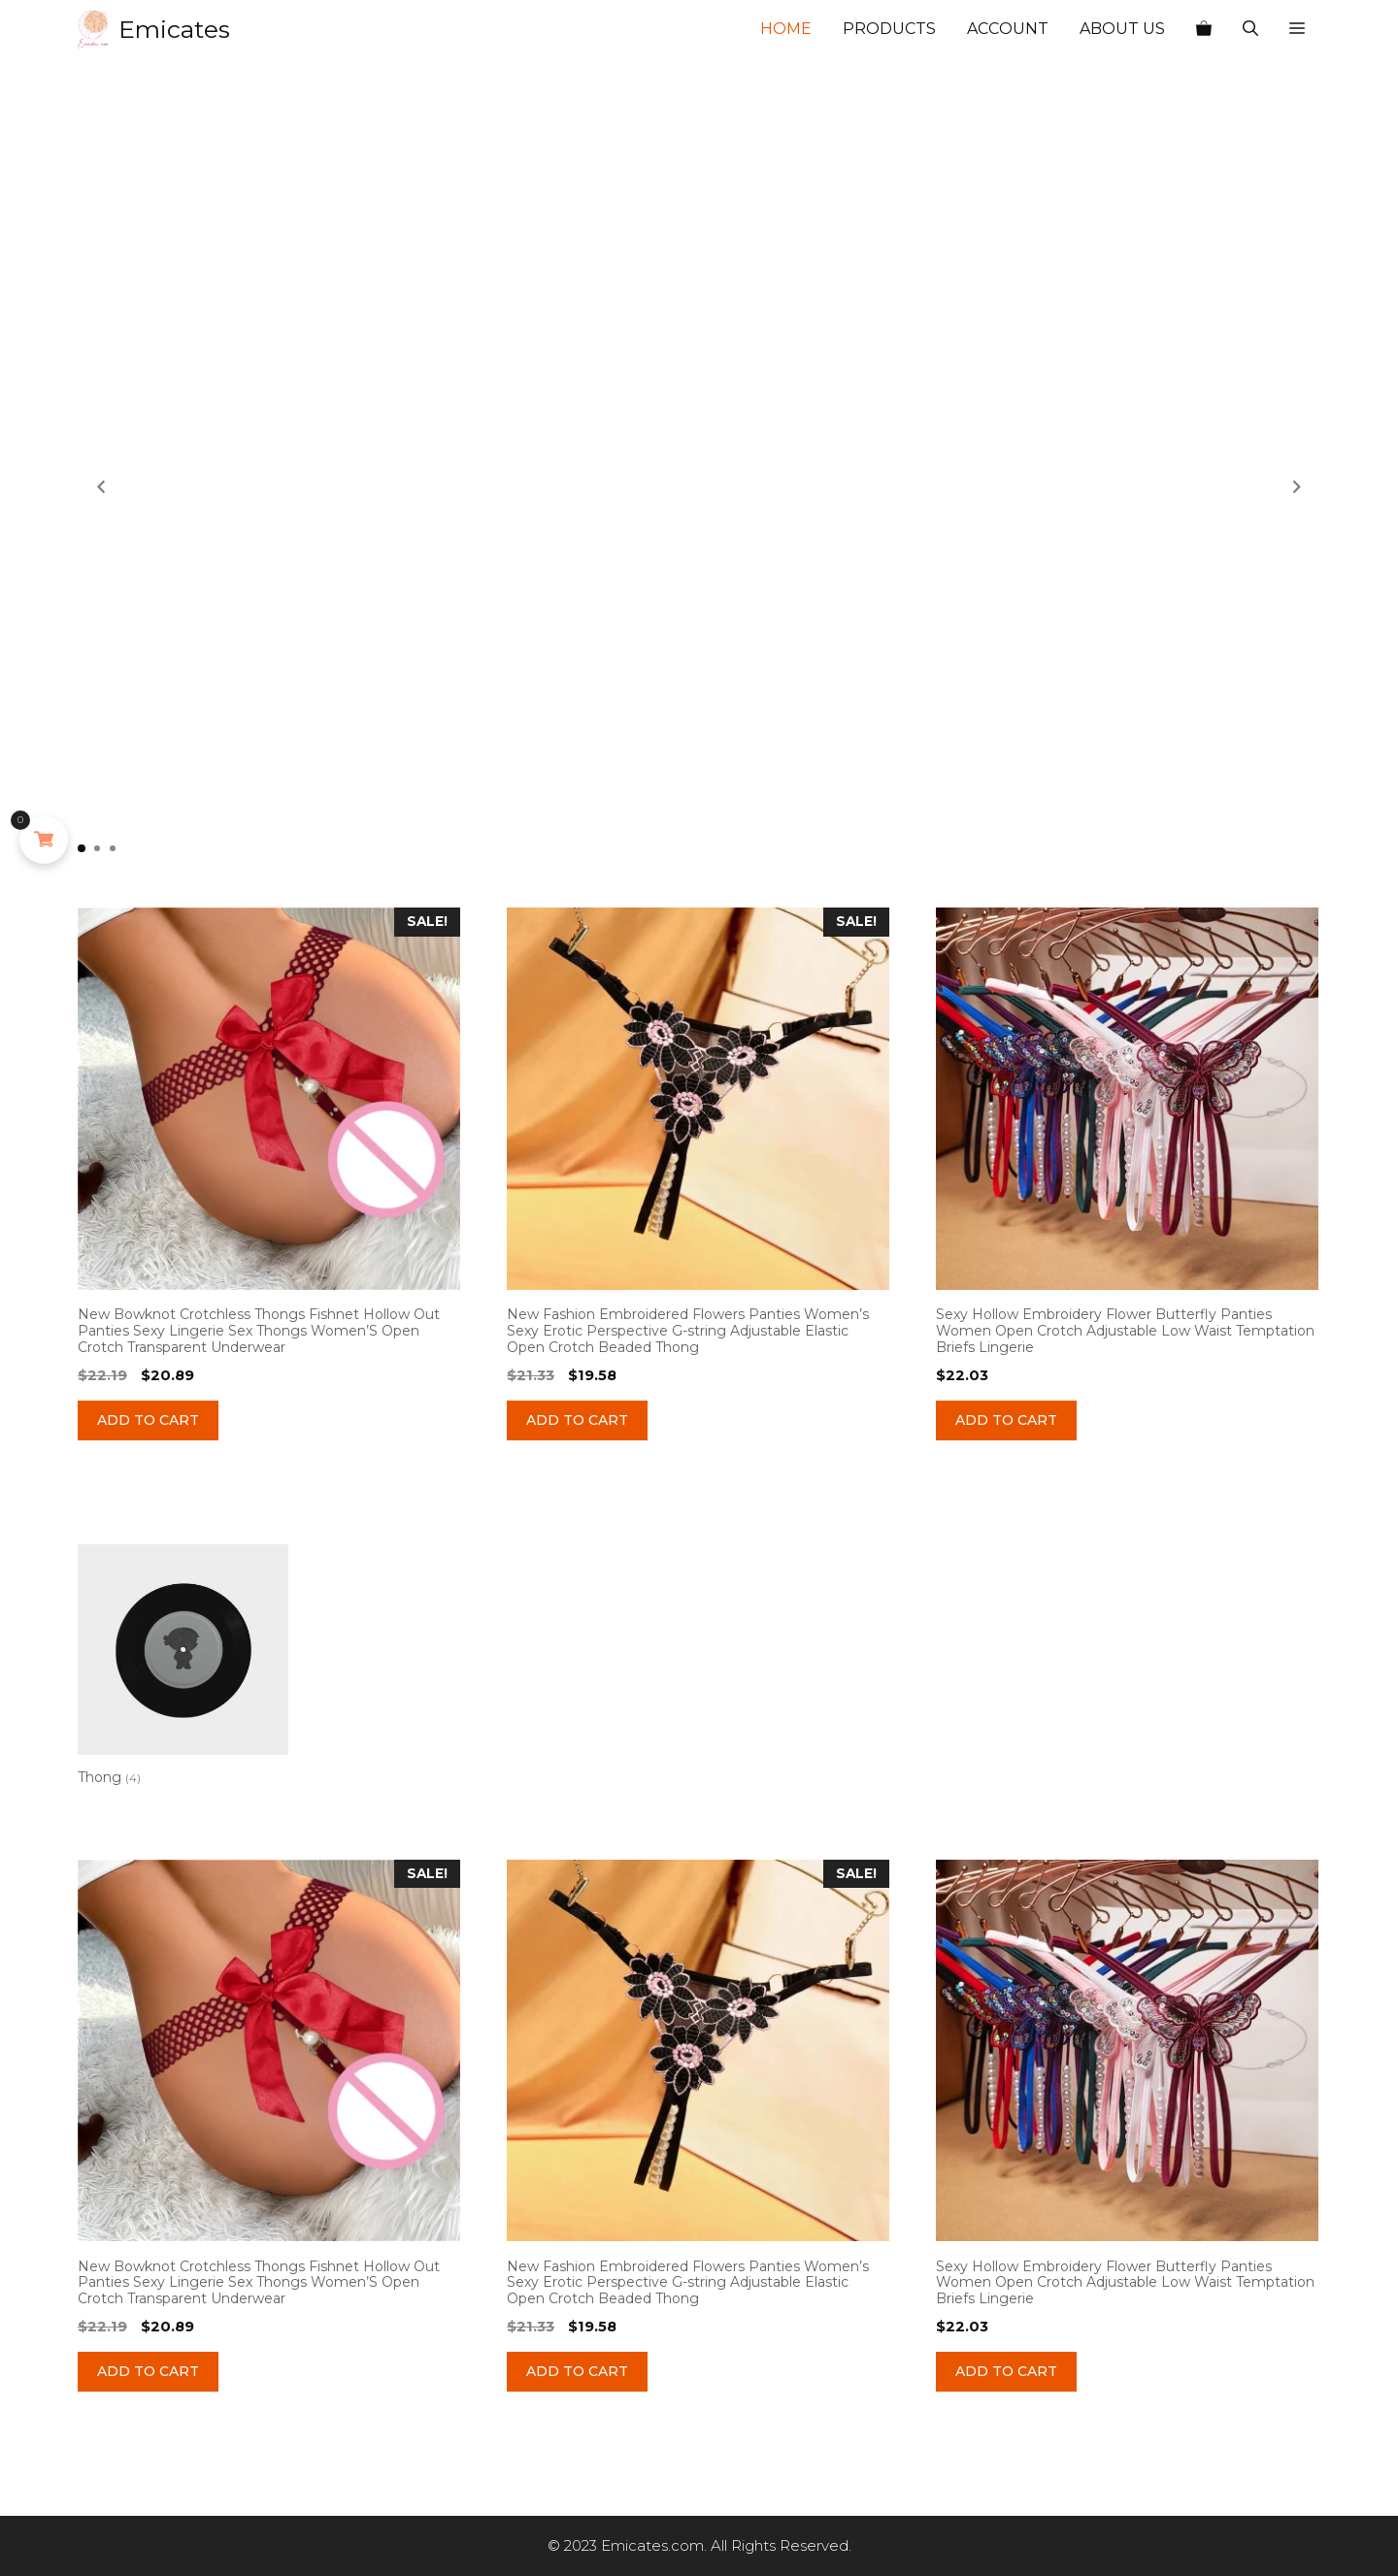 Emicates
HOME PRODUCTS ACCOUNT ABOUT US
0
SALE!
SALE!
New Bowknot Crotchless Thongs Fishnet Hollow Out
Panties Sexy Lingerie Sex Thongs Women'S Open
Crotch Transparent Underwear
$22.19 $20.89
ADD TO CART
New Fashion Embroidered Flowers Panties Women’s
Sexy Erotic Perspective G-string Adjustable Elastic
Open Crotch Beaded Thong
$21.33 $19.58
ADD TO CART
Sexy Hollow Embroidery Flower Butterfly Panties
Women Open Crotch Adjustable Low Waist Temptation
Briefs Lingerie
$22.03
ADD TO CART
Thong (4)
SALE!
SALE!
New Bowknot Crotchless Thongs Fishnet Hollow Out
Panties Sexy Lingerie Sex Thongs Women'S Open
Crotch Transparent Underwear
$22.19 $20.89
ADD TO CART
New Fashion Embroidered Flowers Panties Women’s
Sexy Erotic Perspective G-string Adjustable Elastic
Open Crotch Beaded Thong
$21.33 $19.58
ADD TO CART
Sexy Hollow Embroidery Flower Butterfly Panties
Women Open Crotch Adjustable Low Waist Temptation
Briefs Lingerie
$22.03
ADD TO CART
© 2023 Emicates.com. All Rights Reserved.